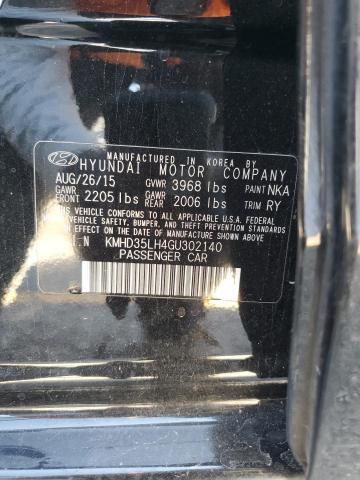 MANUFACTURED IN KOREA BY
HYUNDAI MOTOR COMPANY
AUG/26/15 GVWR 3968 lbs PAINT NKA
GAWR FRONT 2205 lbs GAWR REAR 2006 lbs TRIM RY
THIS VEHICLE CONFORMS TO ALL APPLICABLE U.S.A. FEDERAL
SAFETY, BUMPER, AND THEFT PREVENTION STANDARDS IN
EFFECT ON THE DATE OF MANUFACTURE SHOWN ABOVE.
V.I.N KMHD35LH4GU302140
PASSENGER CAR